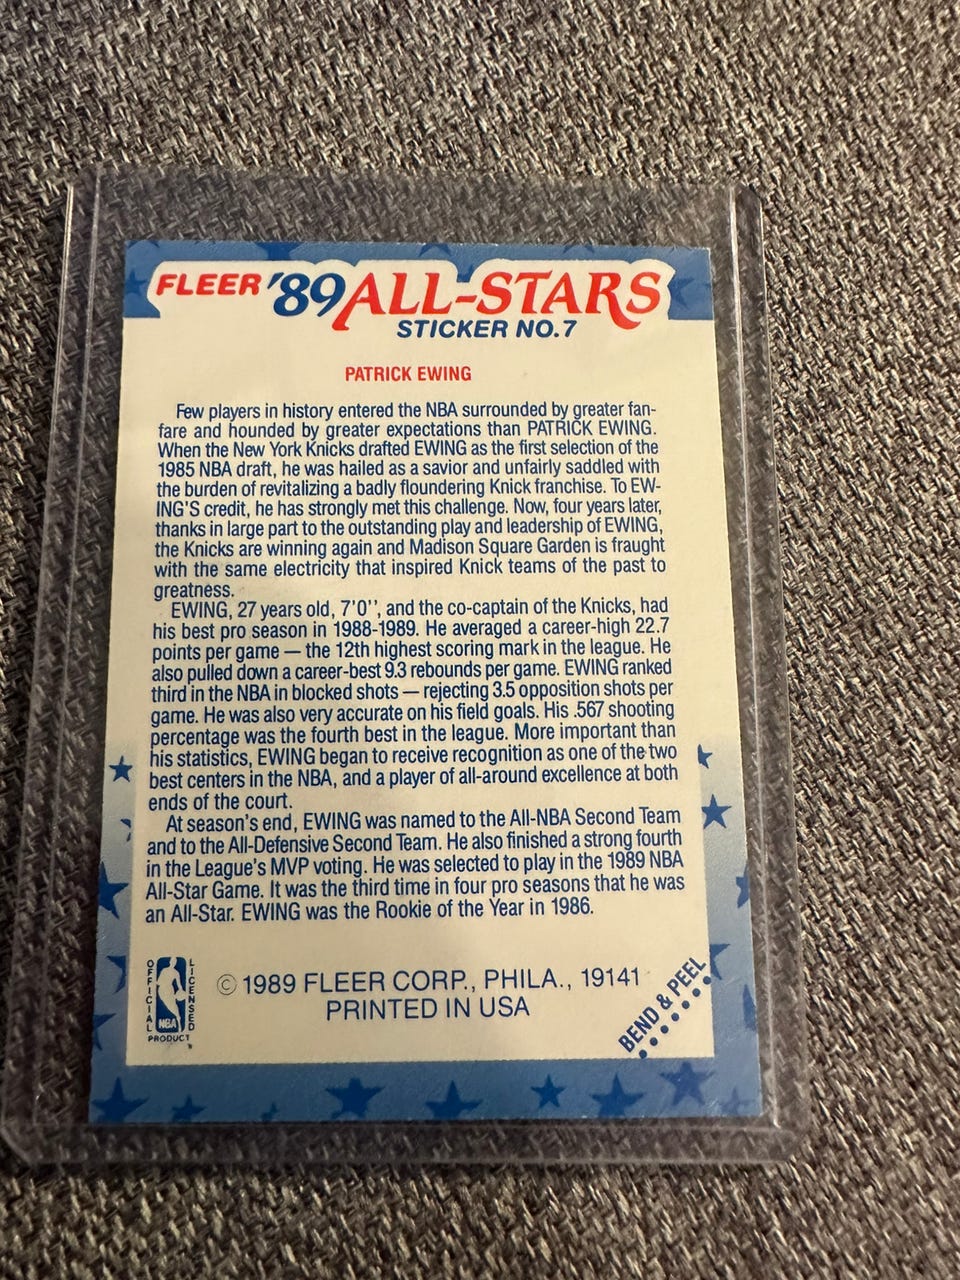 FLEER '89 ALL-STARS
STICKER NO. 7
PATRICK EWING
Few players in history entered the NBA surrounded by greater fan-
fare and hounded by greater expectations than PATRICK EWING.
When the New York Knicks drafted EWING as the first selection of the
1985 NBA draft, he was hailed as a savior and unfairly saddled with
the burden of revitalizing a badly floundering Knick franchise. To EW-
ING'S credit, he has strongly met this challenge. Now, four years later,
thanks in large part to the outstanding play and leadership of EWING,
the Knicks are winning again and Madison Square Garden is fraught
with the same electricity that inspired Knick teams of the past to
greatness.
EWING, 27 years old, 7'0'', and the co-captain of the Knicks, had
his best pro season in 1988-1989. He averaged a career-high 22.7
points per game — the 12th highest scoring mark in the league. He
also pulled down a career-best 9.3 rebounds per game. EWING ranked
third in the NBA in blocked shots — rejecting 3.5 opposition shots per
game. He was also very accurate on his field goals. His .567 shooting
percentage was the fourth best in the league. More important than
his statistics, EWING began to receive recognition as one of the two
best centers in the NBA, and a player of all-around excellence at both
ends of the court.
At season's end, EWING was named to the All-NBA Second Team
and to the All-Defensive Second Team. He also finished a strong fourth
in the League's MVP voting. He was selected to play in the 1989 NBA
All-Star Game. It was the third time in four pro seasons that he was
an All-Star. EWING was the Rookie of the Year in 1986.
OFFICIAL
LICENSED
NBA
PRODUCT
© 1989 FLEER CORP., PHILA., 19141
PRINTED IN USA
BEND & PEEL